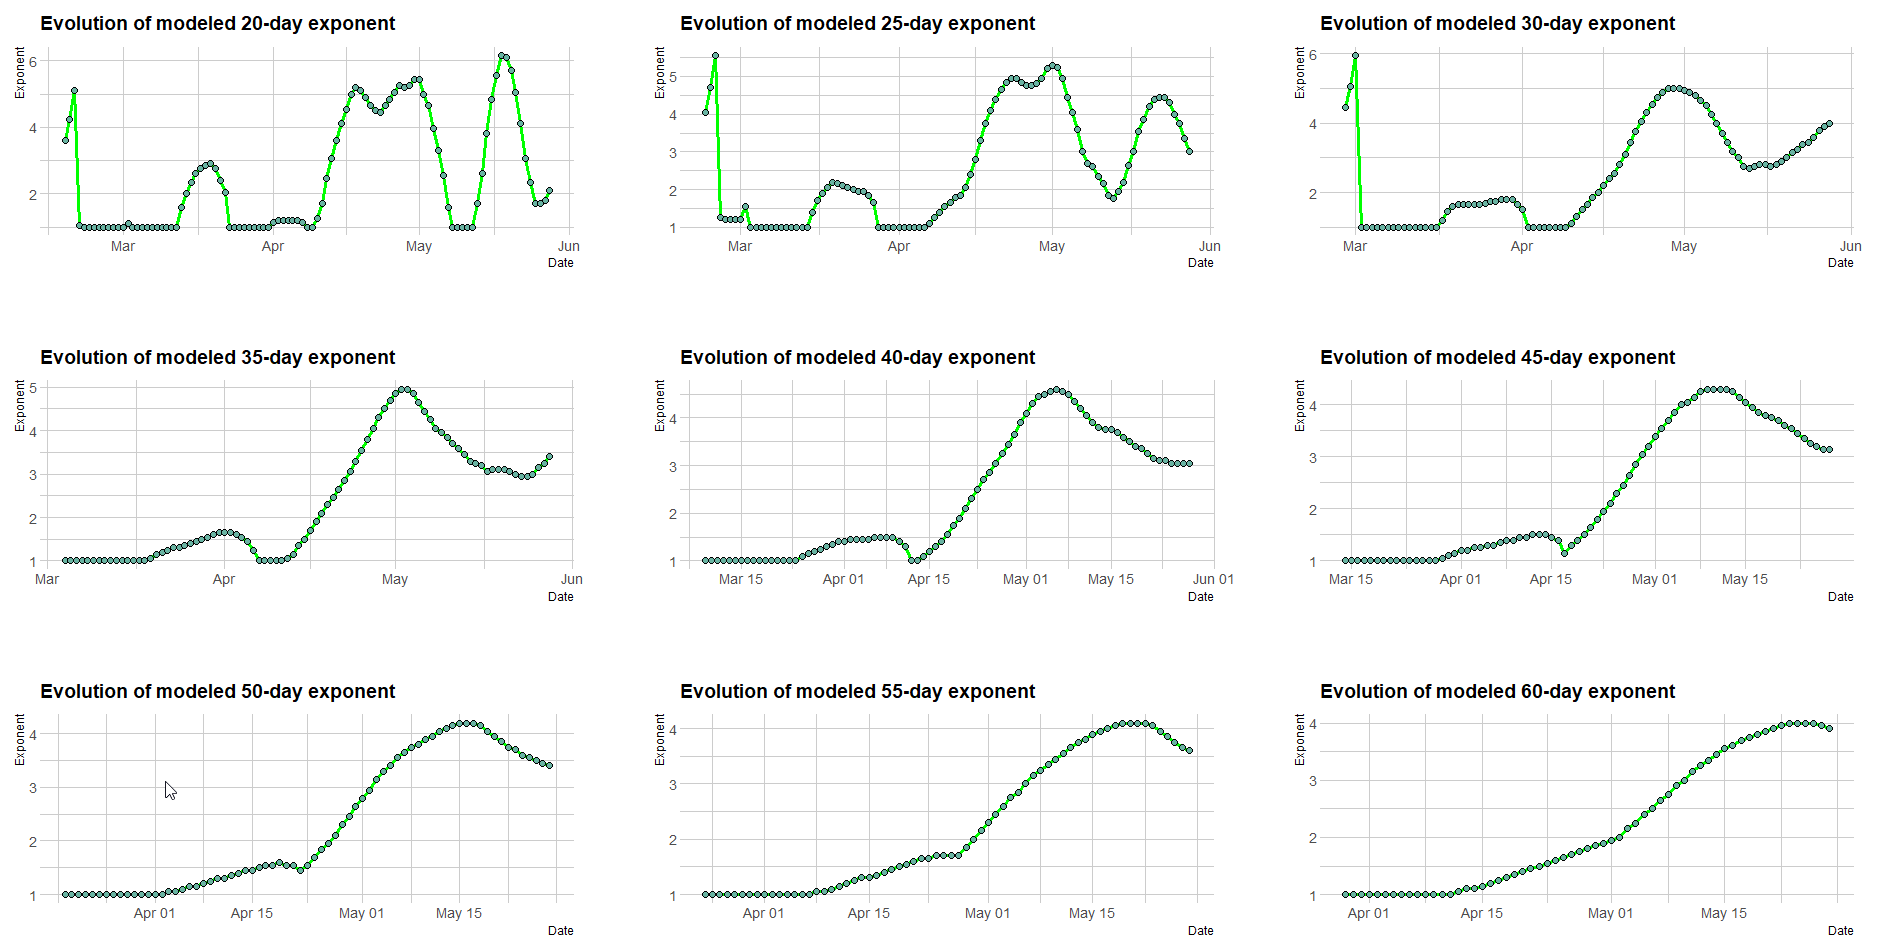 Evolution of modeled 20-day exponent
Exponent
6
4
2
Mar Apr May Jun
Date
Evolution of modeled 25-day exponent
Exponent
5
4
3
2
1
Mar Apr May Jun
Date
Evolution of modeled 30-day exponent
Exponent
6
4
2
Mar Apr May Jun
Date
Evolution of modeled 35-day exponent
Exponent
5
4
3
2
1
Mar Apr May Jun
Date
Evolution of modeled 40-day exponent
Exponent
4
3
2
1
Mar 15 Apr 01 Apr 15 May 01 May 15 Jun 01
Date
Evolution of modeled 45-day exponent
Exponent
4
3
2
1
Mar 15 Apr 01 Apr 15 May 01 May 15
Date
Evolution of modeled 50-day exponent
Exponent
4
3
2
1
Apr 01 Apr 15 May 01 May 15
Date
Evolution of modeled 55-day exponent
Exponent
4
3
2
1
Apr 01 Apr 15 May 01 May 15
Date
Evolution of modeled 60-day exponent
Exponent
4
3
2
1
Apr 01 Apr 15 May 01 May 15
Date